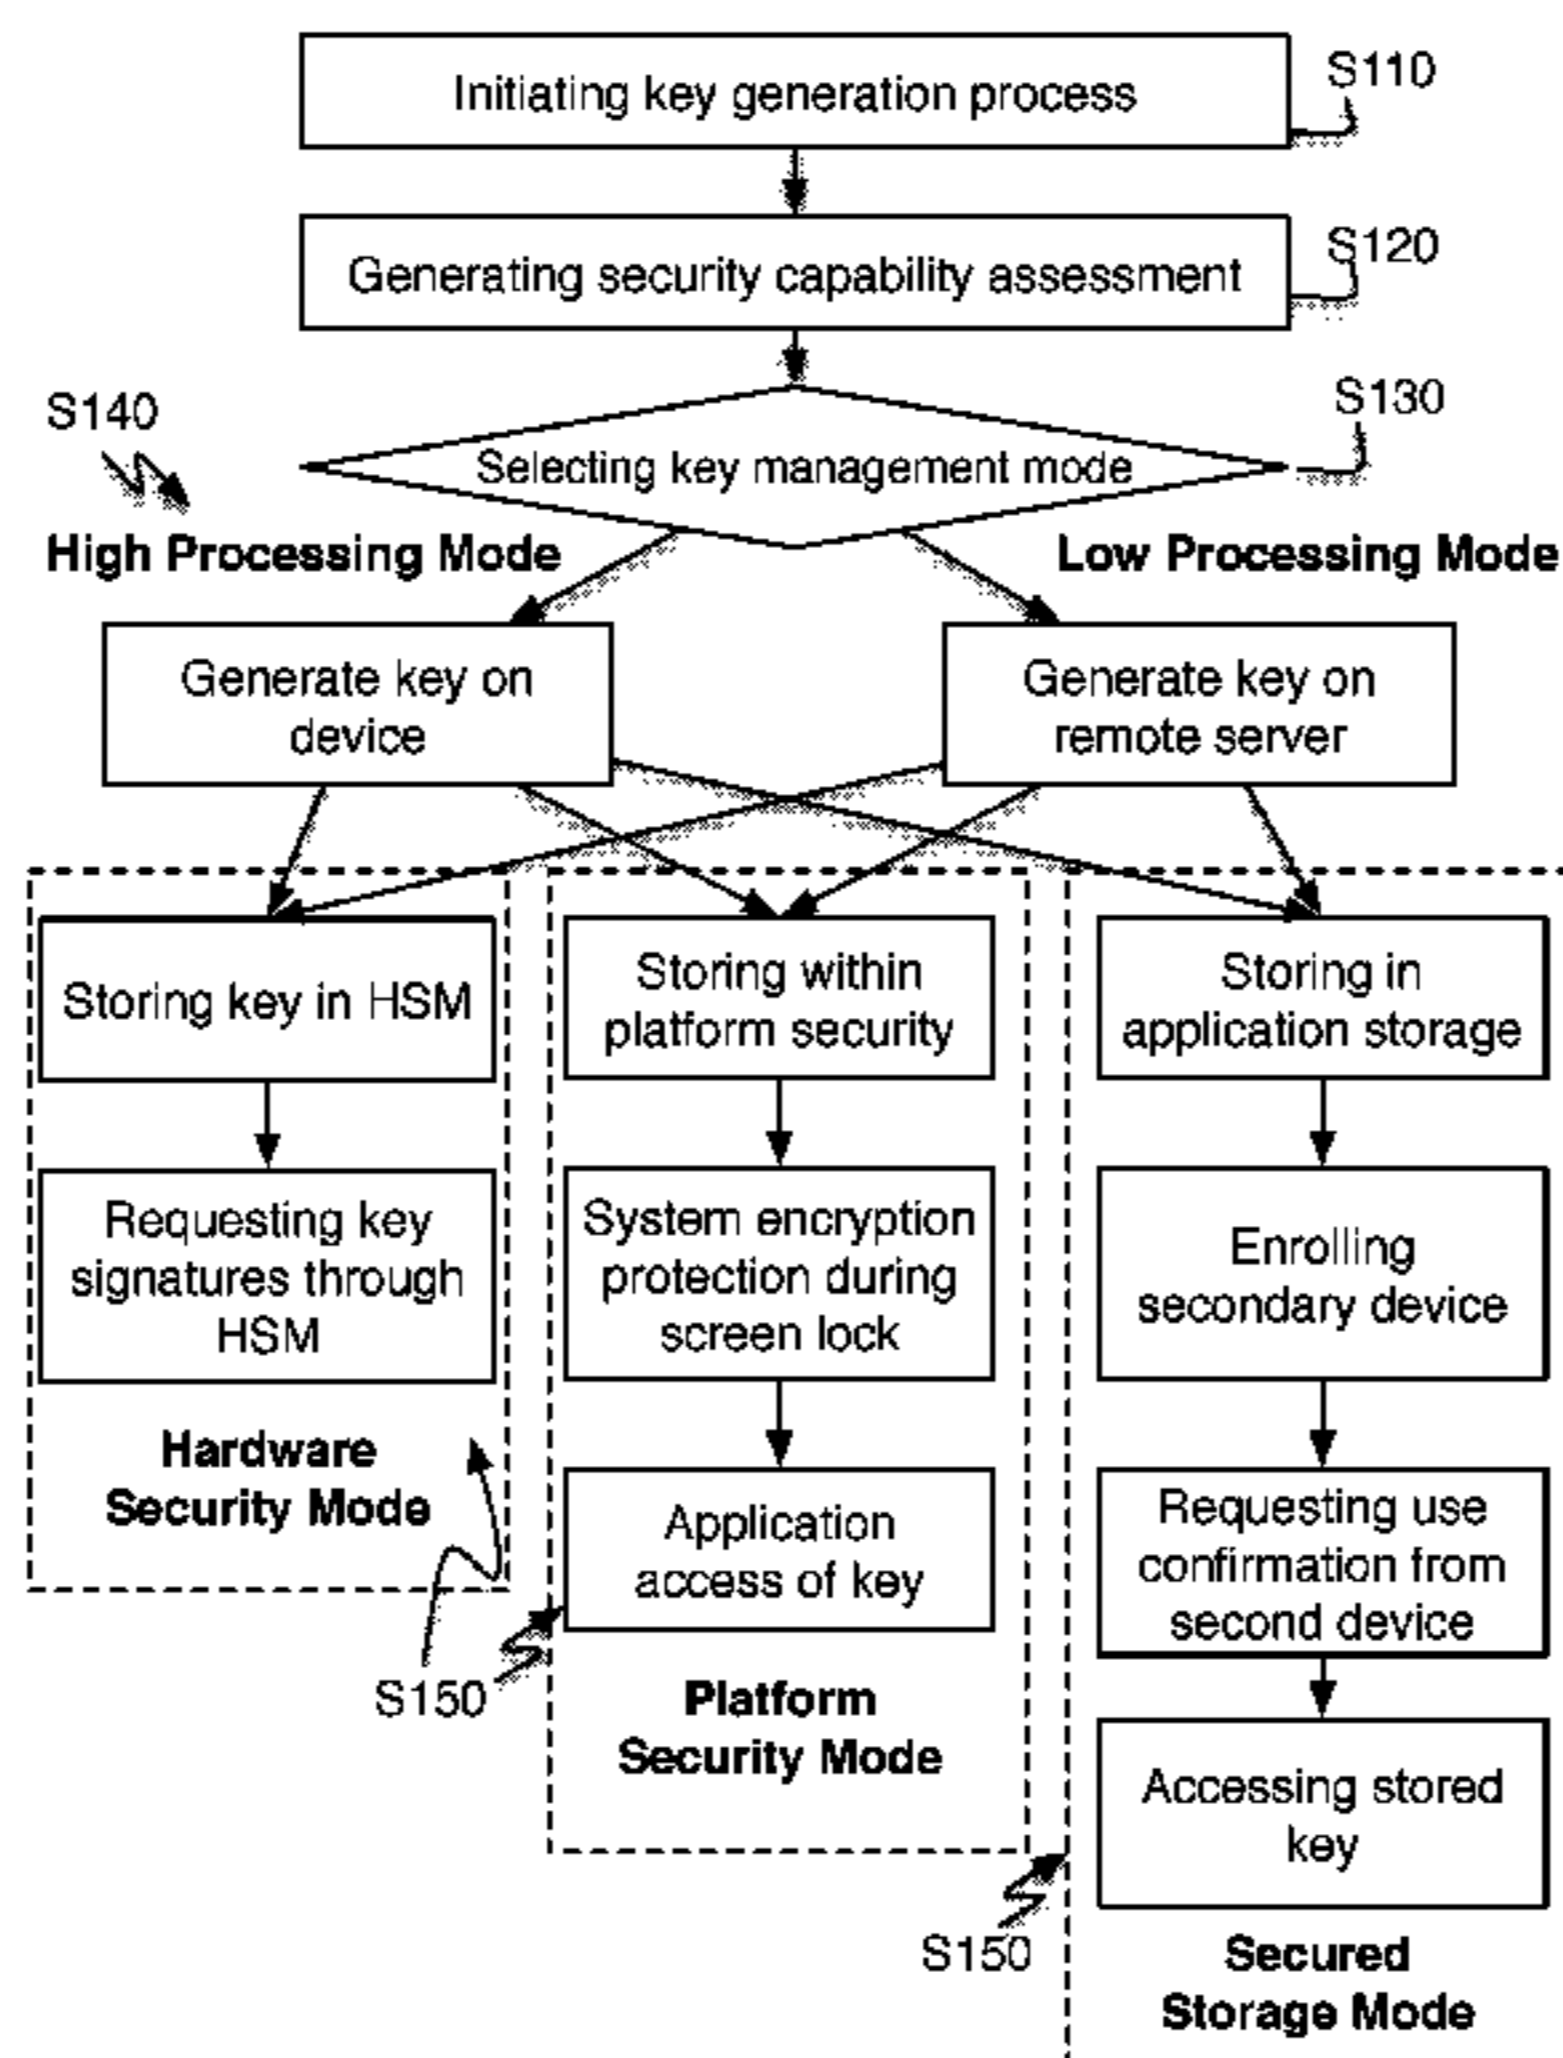 Initiating key generation process
S110
Generating security capability assessment
S120
S140
Selecting key management mode
S130
High Processing Mode
Low Processing Mode
Generate key on
device
Generate key on
remote server
Storing key in HSM
Requesting key
signatures through
HSM
Hardware
Security Mode
S150
Storing within
platform security
System encryption
protection during
screen lock
Application
access of key
Platform
Security Mode
Storing in
application storage
Enrolling
secondary device
Requesting use
confirmation from
second device
Accessing stored
key
S150
Secured
Storage Mode